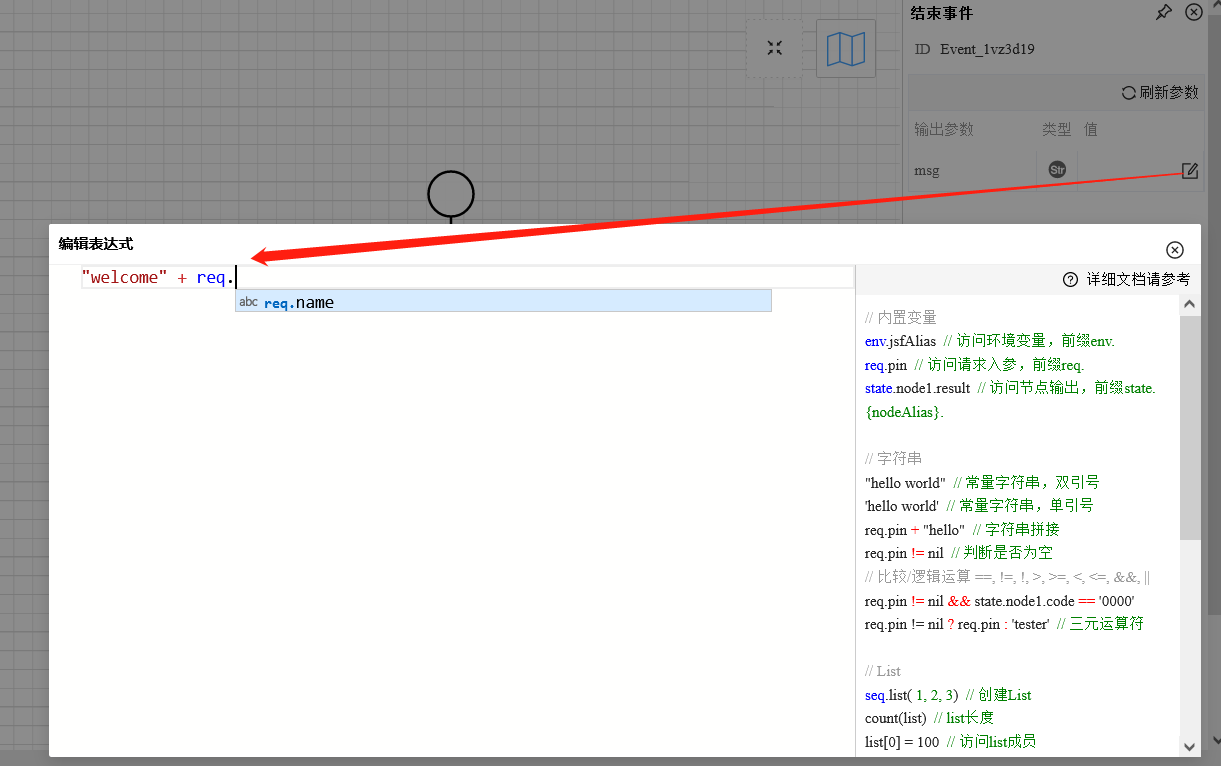 结束事件
ID Event_1vz3d19
刷新参数
输出参数 类型 值
msg Str
编辑表达式
"welcome" + req.
abc req.name
详细文档请参考
// 内置变量
env.jsfAlias // 访问环境变量，前缀env.
req.pin // 访问请求入参，前缀req.
state.node1.result // 访问节点输出，前缀state.
{nodeAlias}.
// 字符串
"hello world" // 常量字符串，双引号
'hello world' // 常量字符串，单引号
req.pin + "hello" // 字符串拼接
req.pin != nil // 判断是否为空
// 比较/逻辑运算 ==, !=, !, >, >=, <, <=, &&, ||
req.pin != nil && state.node1.code == '0000'
req.pin != nil ? req.pin : 'tester' // 三元运算符
// List
seq.list( 1, 2, 3) // 创建List
count(list) // list长度
list[0] = 100 // 访问list成员